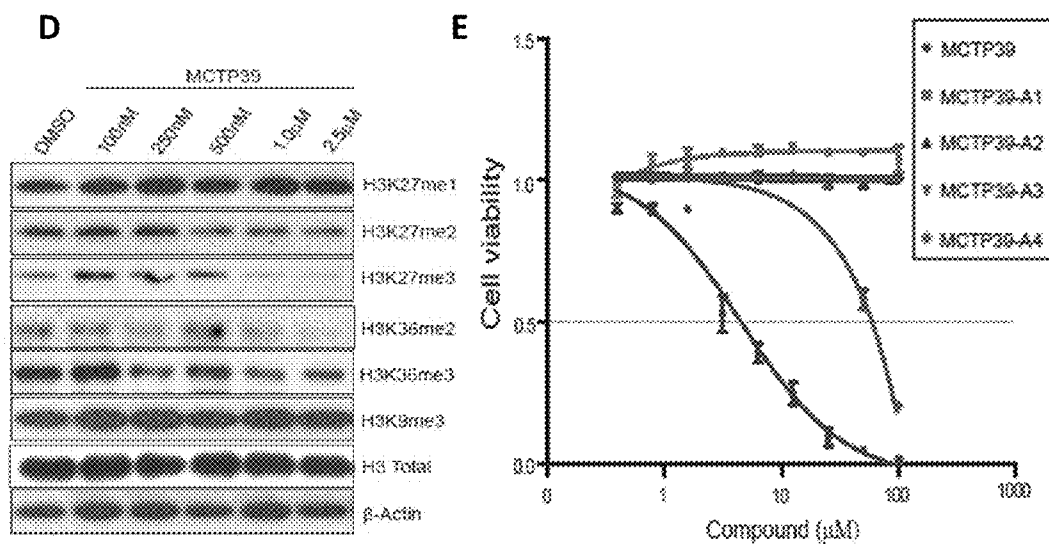 D
MCTP39
DMSO 100nM 250nM 500nM 1.0μM 2.5μM
H3K27me1
H3K27me2
H3K27me3
H3K36me2
H3K36me3
H3K9me3
H3 Total
β-Actin
E
Cell viability
1.5
1.0
0.5
0.0
0 1 10 100 1000
Compound (μM)
MCTP39
MCTP39-A1
MCTP39-A2
MCTP39-A3
MCTP39-A4